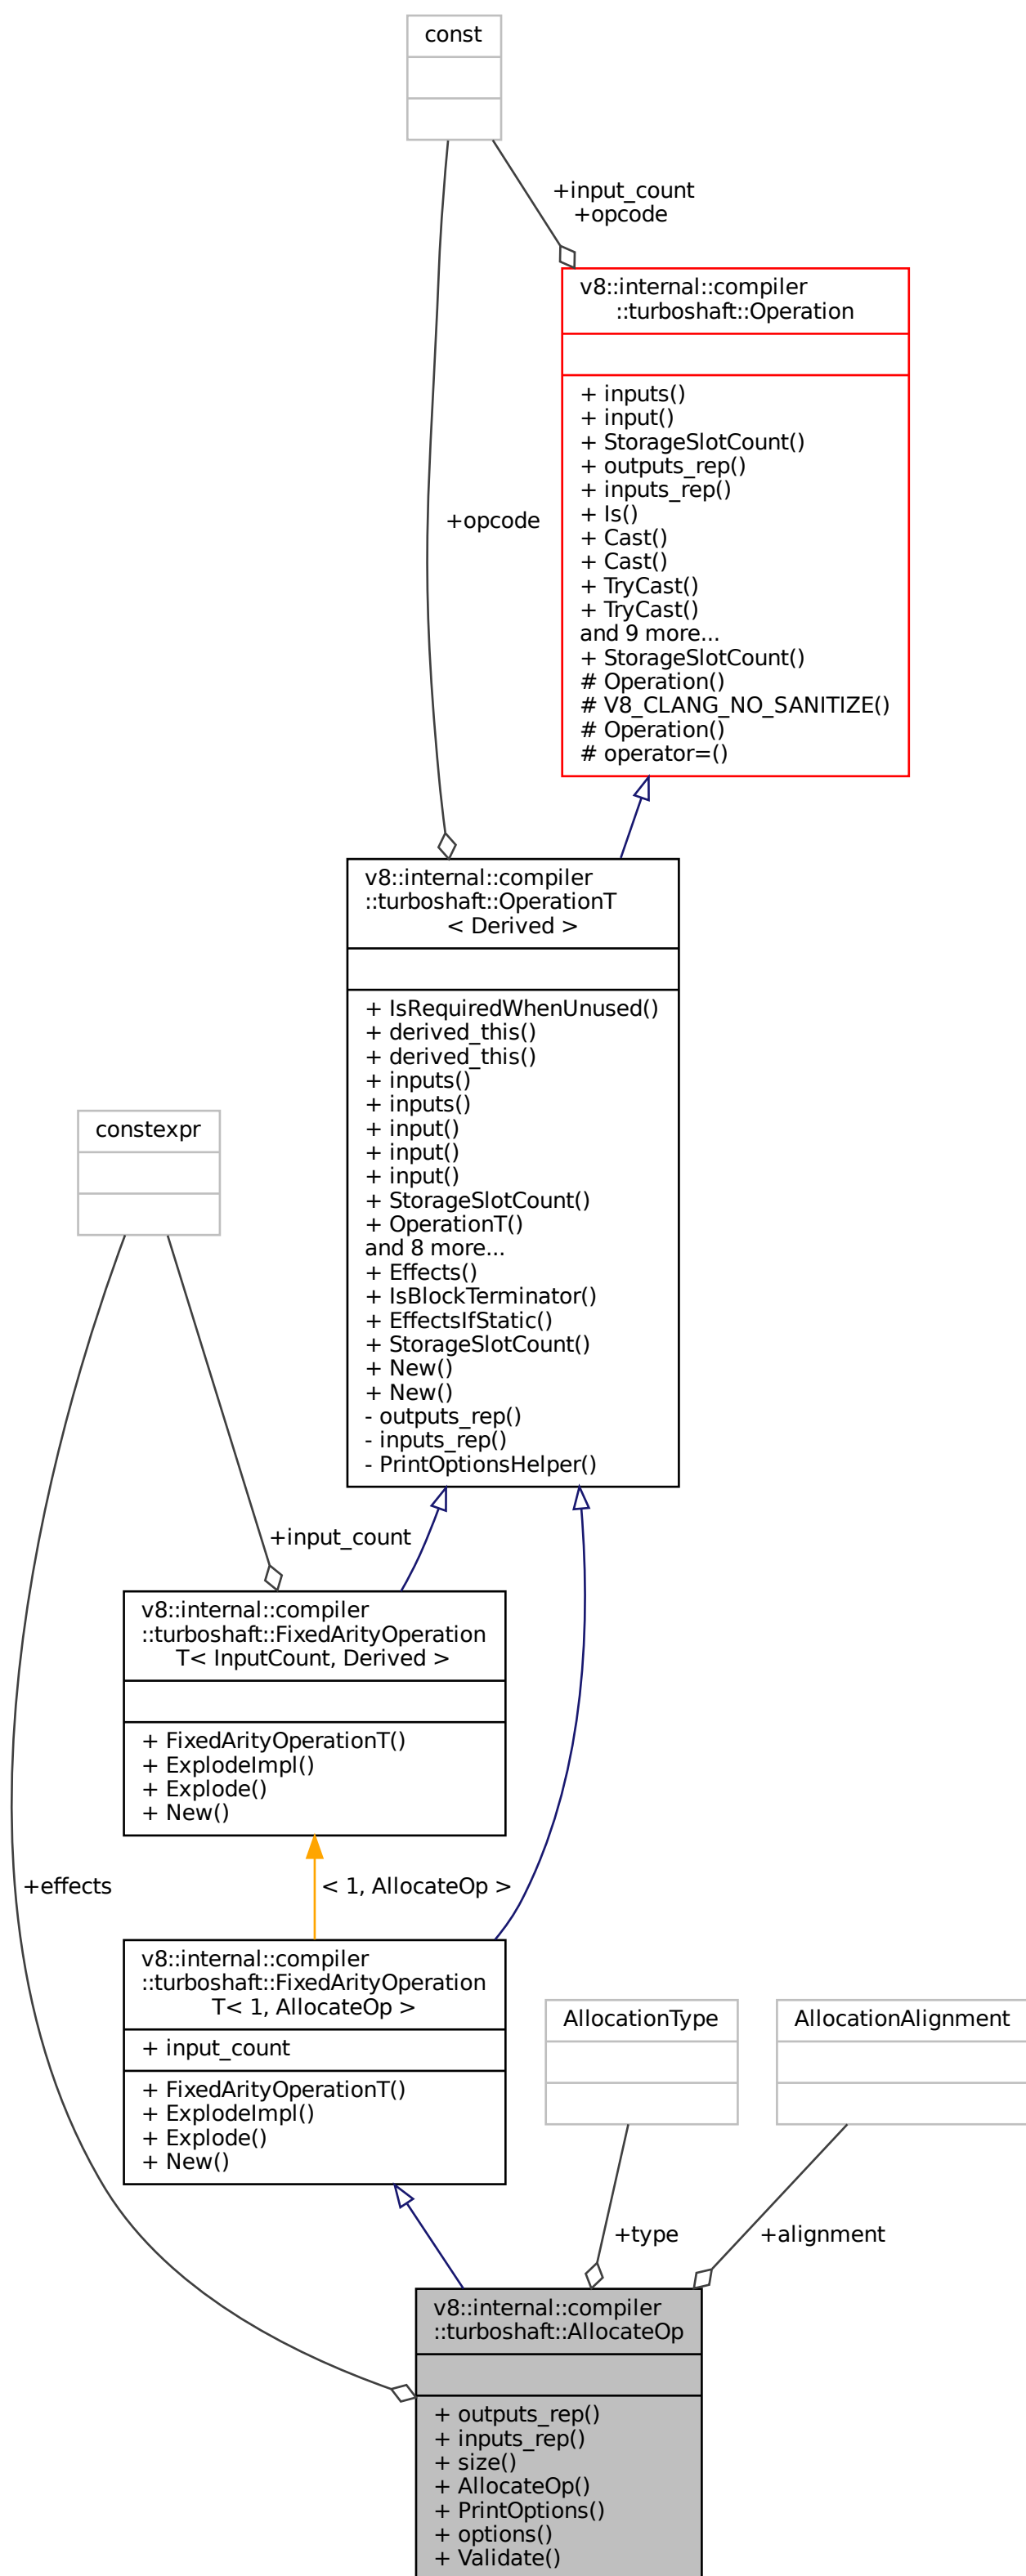 const
+input_count
+opcode
v8::internal::compiler
::turboshaft::Operation
+ inputs()
+ input()
+ StorageSlotCount()
+ outputs_rep()
+ inputs_rep()
+ Is()
+ Cast()
+ Cast()
+ TryCast()
+ TryCast()
and 9 more...
+ StorageSlotCount()
# Operation()
# V8_CLANG_NO_SANITIZE()
# Operation()
# operator=()
+opcode
v8::internal::compiler
::turboshaft::OperationT
< Derived >
+ IsRequiredWhenUnused()
+ derived_this()
+ derived_this()
+ inputs()
+ inputs()
+ input()
+ input()
+ input()
+ StorageSlotCount()
+ OperationT()
and 8 more...
+ Effects()
+ IsBlockTerminator()
+ EffectsIfStatic()
+ StorageSlotCount()
+ New()
+ New()
- outputs_rep()
- inputs_rep()
- PrintOptionsHelper()
constexpr
+input_count
v8::internal::compiler
::turboshaft::FixedArityOperation
T< InputCount, Derived >
+ FixedArityOperationT()
+ ExplodeImpl()
+ Explode()
+ New()
+effects
< 1, AllocateOp >
v8::internal::compiler
::turboshaft::FixedArityOperation
T< 1, AllocateOp >
+ input_count
+ FixedArityOperationT()
+ ExplodeImpl()
+ Explode()
+ New()
AllocationType
AllocationAlignment
+type
+alignment
v8::internal::compiler
::turboshaft::AllocateOp
+ outputs_rep()
+ inputs_rep()
+ size()
+ AllocateOp()
+ PrintOptions()
+ options()
+ Validate()